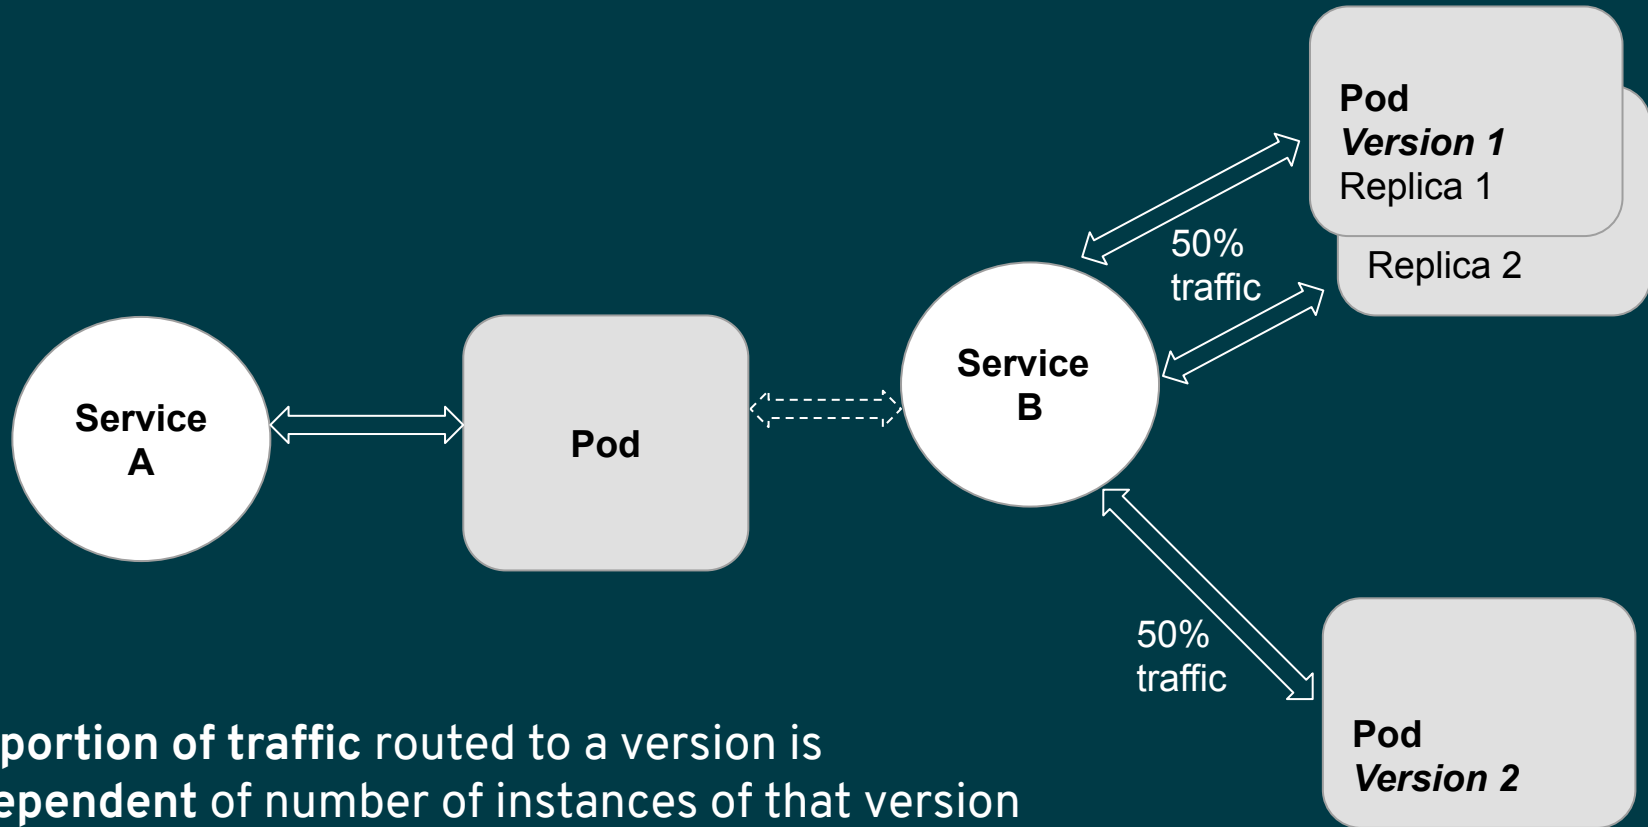 Pod
Version 1
Replica 1
Replica 2
50%
traffic
Service
A
Pod
Service
B
50%
traffic
Pod
Version 2
portion of traffic routed to a version is
ependent of number of instances of that version